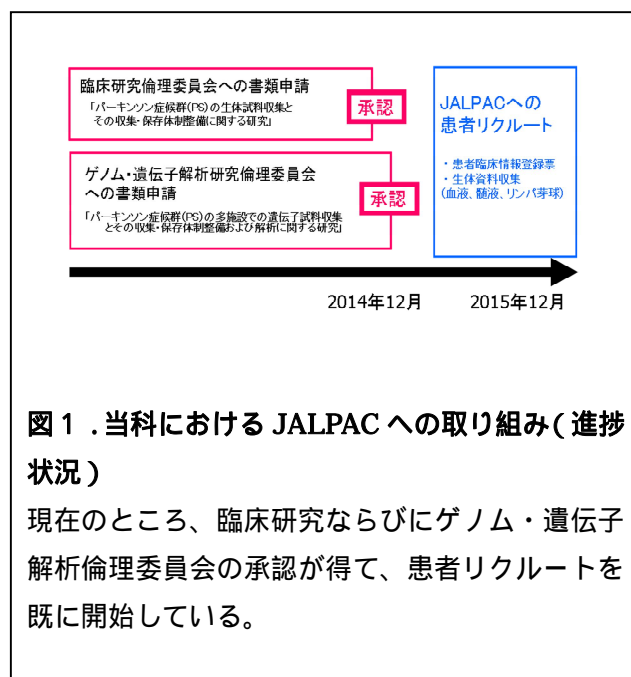 臨床研究倫理委員会への書類申請
「パーキンソン症候群(PS)の生体試料収集と
その収集・保存体制整備に関する研究」
承認
ゲノム・遺伝子解析研究倫理委員会
への書類申請
「パーキンソン症候群(PS)の多施設での遺伝子試料収集
とその収集・保存体制整備および解析に関する研究」
承認
JALPACへの
患者リクルート
・患者臨床情報登録票
・生体資料収集
(血液、髄液、リンパ芽球)
2014年12月
2015年12月
図１．当科における JALPAC への取り組み（進捗
状況）
現在のところ、臨床研究ならびにゲノム・遺伝子
解析倫理委員会の承認が得て、患者リクルートを
既に開始している。